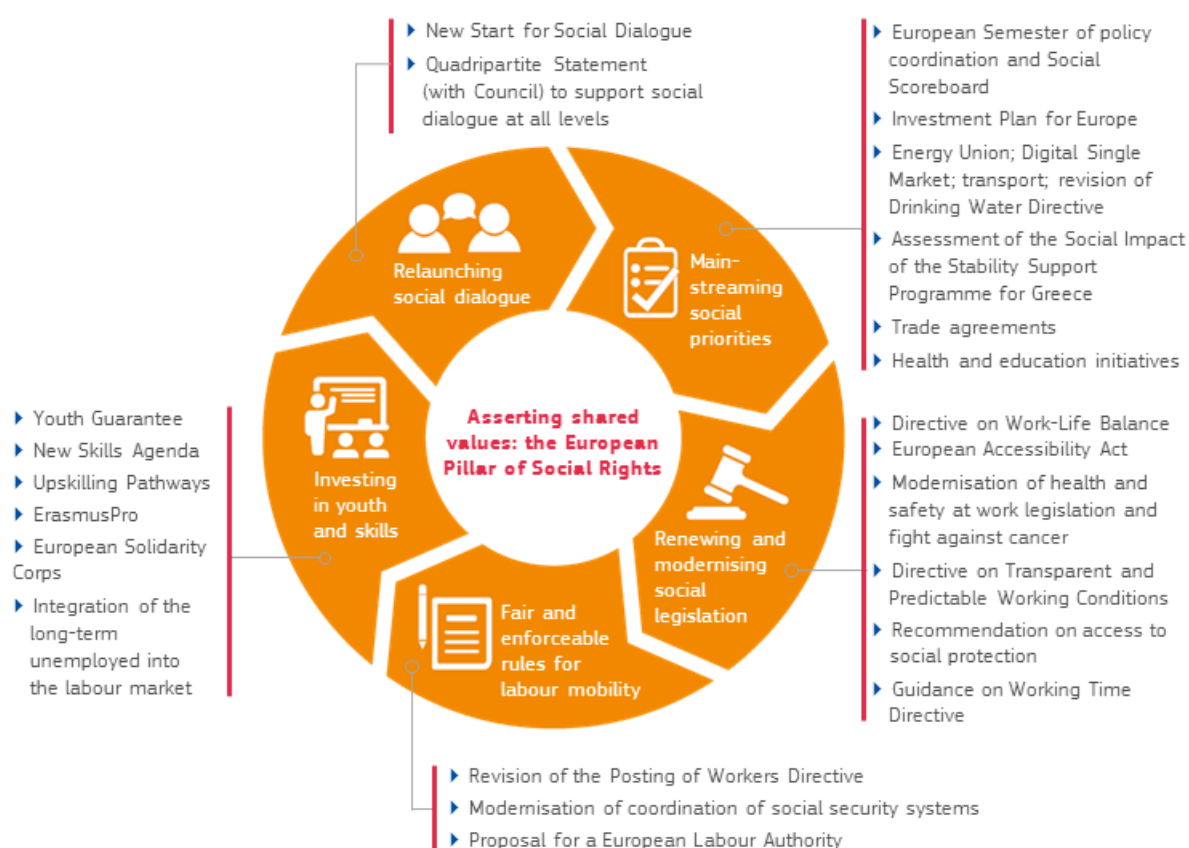 New Start for Social Dialogue
Quadripartite Statement
(with Council) to support social
dialogue at all levels
European Semester of policy
coordination and Social
Scoreboard
Investment Plan for Europe
Energy Union; Digital Single
Market; transport; revision of
Drinking Water Directive
Assessment of the Social Impact
of the Stability Support
Programme for Greece
Trade agreements
Health and education initiatives
Relaunching
social dialogue
Main-
streaming
social
priorities
Asserting shared
values: the European
Pillar of Social Rights
Youth Guarantee
New Skills Agenda
Upskilling Pathways
ErasmusPro
European Solidarity
Corps
Integration of the
long-term
unemployed into
the labour market
Investing
in youth
and skills
Renewing and
modernising
social
legislation
Directive on Work-Life Balance
European Accessibility Act
Modernisation of health and
safety at work legislation and
fight against cancer
Directive on Transparent and
Predictable Working Conditions
Recommendation on access to
social protection
Guidance on Working Time
Directive
Fair and
enforceable
rules for
labour mobility
Revision of the Posting of Workers Directive
Modernisation of coordination of social security systems
Proposal for a European Labour Authority